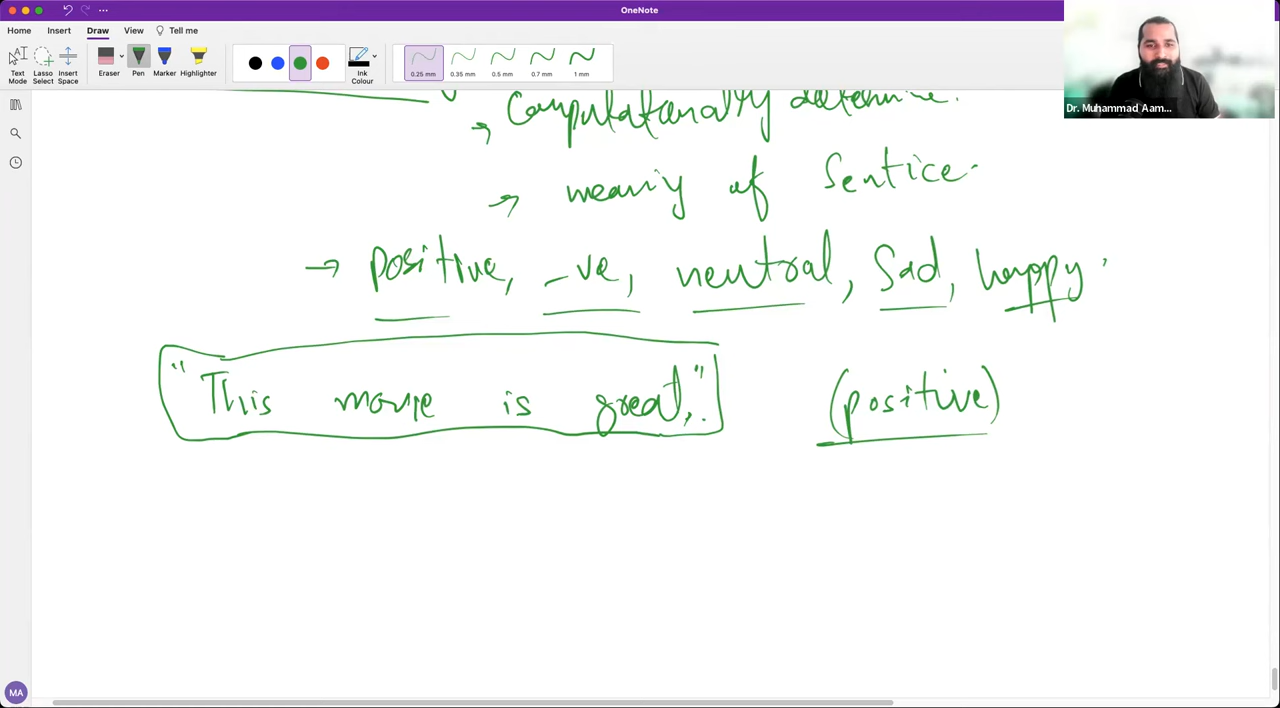 OneNote
Home Insert Draw View Tell me
Text Mode Lasso Select Insert Space Eraser Pen Marker Highlighter Ink Colour 0.25 mm 0.35 mm 0.5 mm 0.7 mm 1 mm
Dr. Muhammad Aam...
→ Computationally determine.
→ meaning of Sentice.
→ positive, -ve, neutral, Sad, happy.
"This movie is great." (positive)
MA